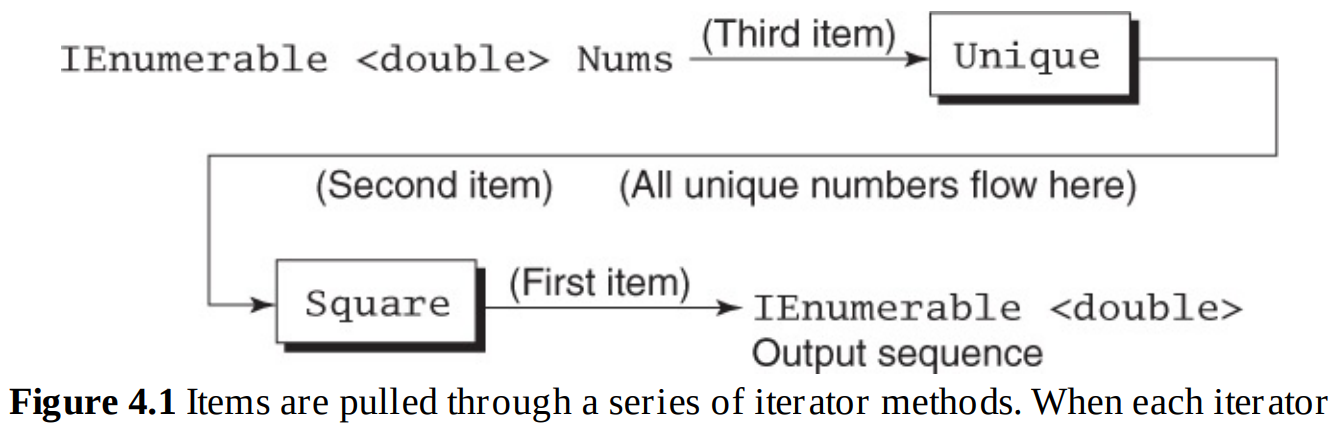 IEnumerable <double> Nums (Third item) Unique
(Second item) (All unique numbers flow here)
Square (First item) IEnumerable <double>
Output sequence
Figure 4.1 Items are pulled through a series of iterator methods. When each iterator